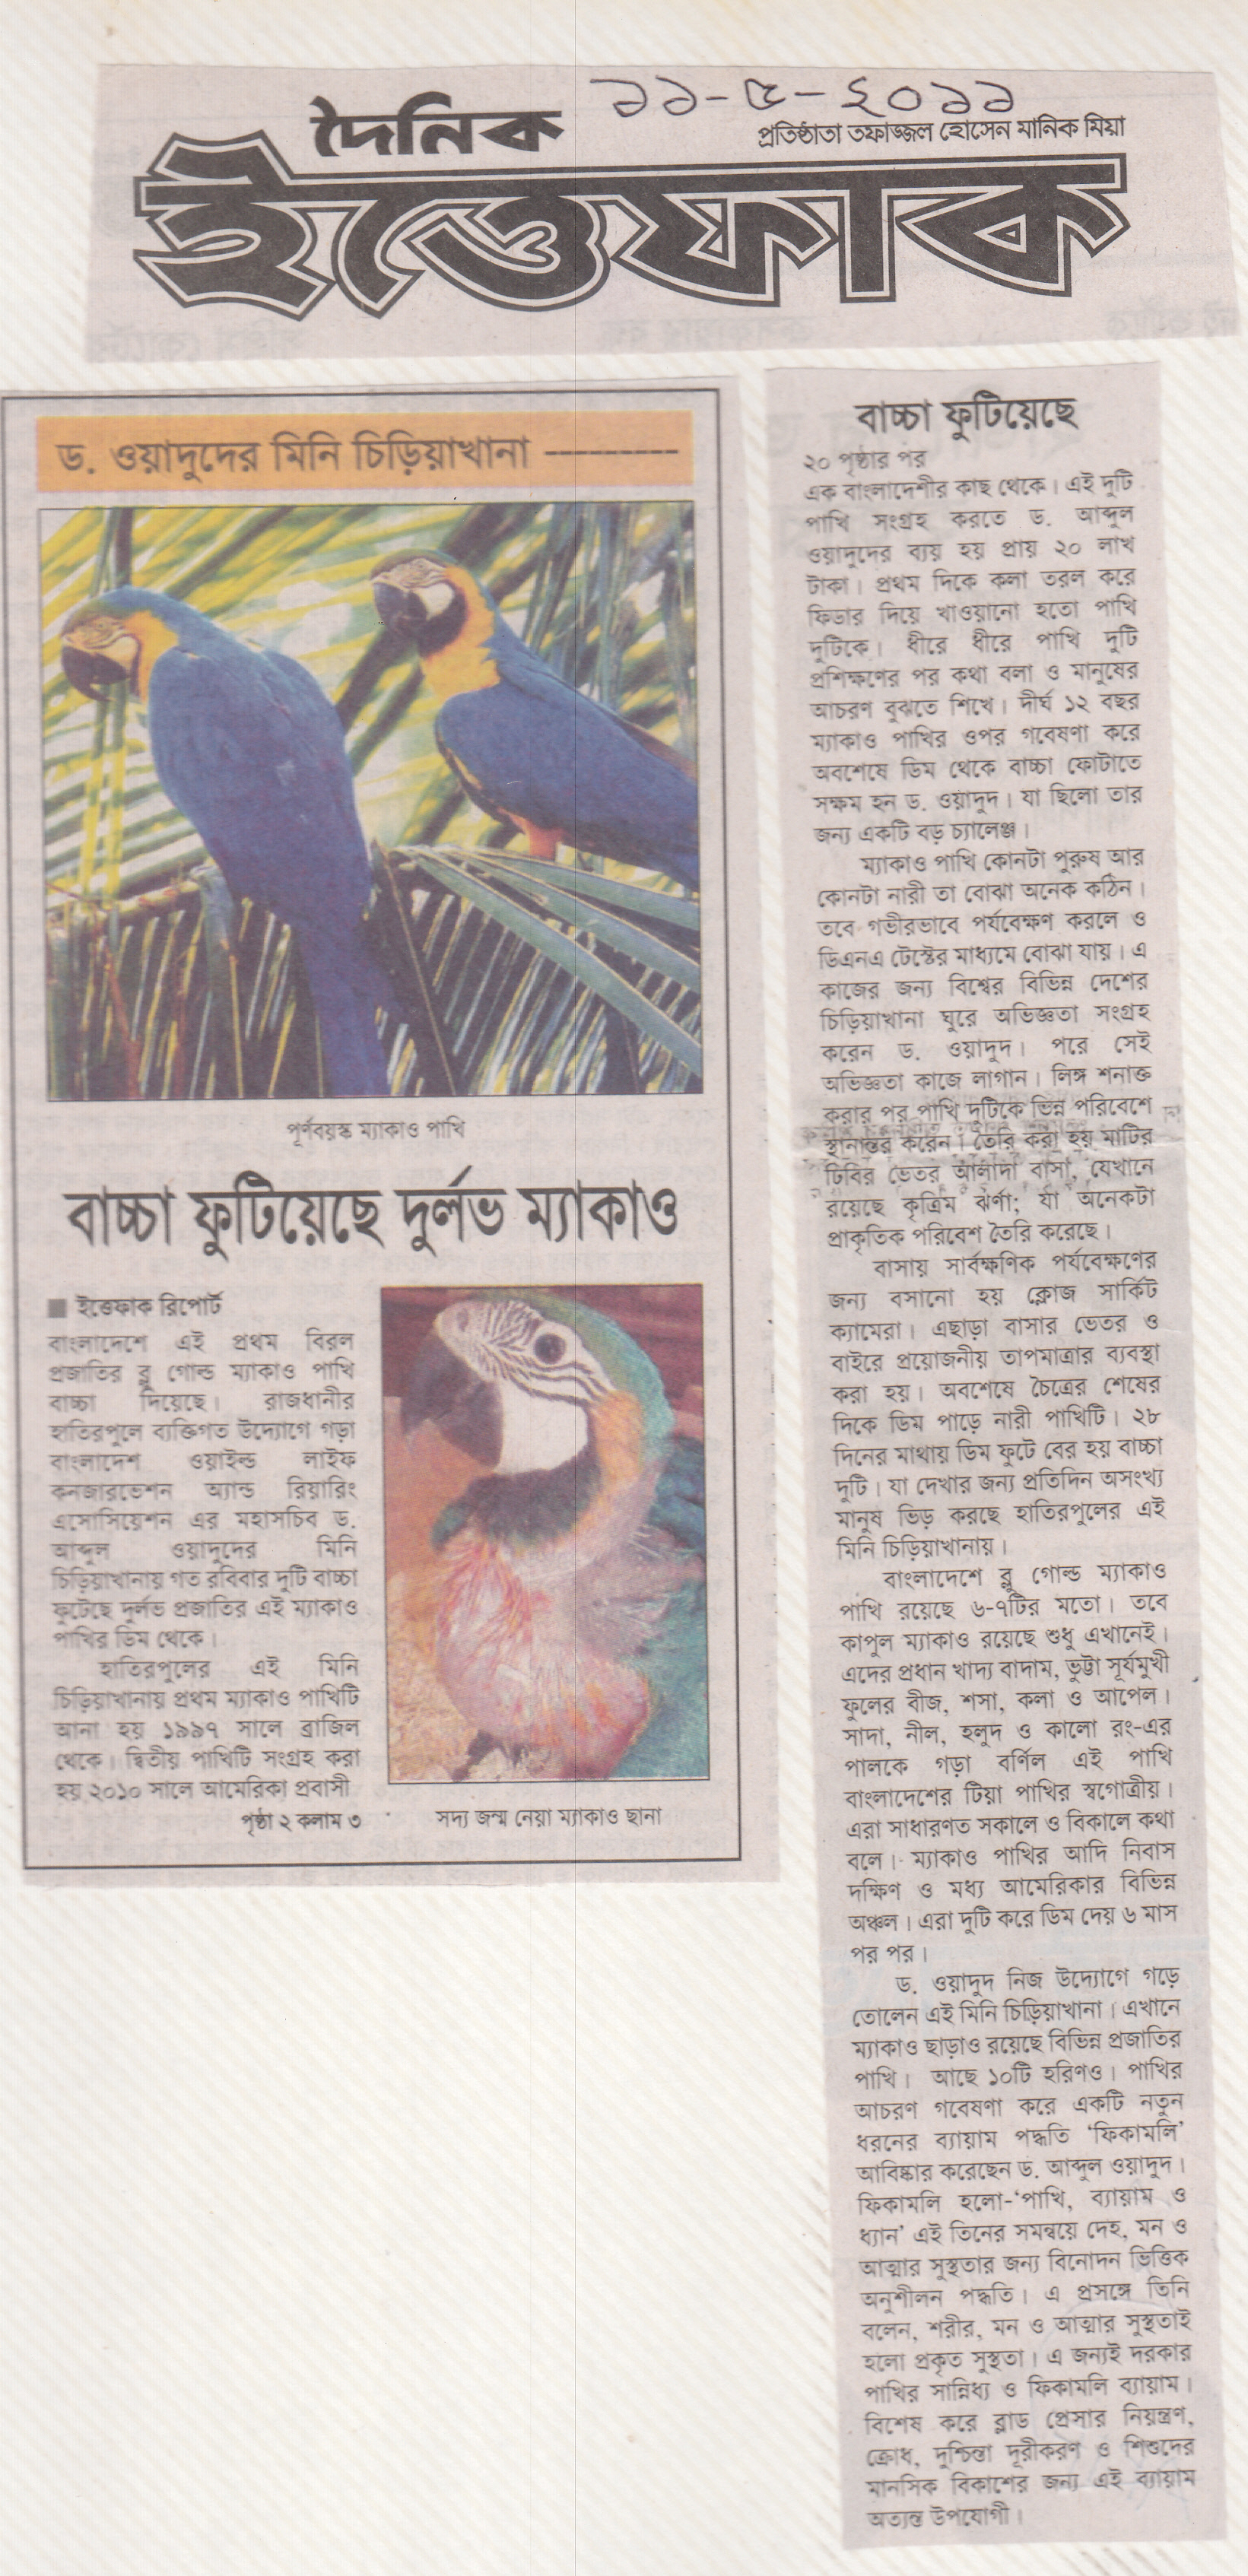 দৈনিক
১১-৫-২০১১
প্রতিষ্ঠাতা তফাজ্জল হোসেন মানিক মিয়া
ইত্তেফাক
ড. ওয়াদুদের মিনি চিড়িয়াখানা ---------
পূর্ণবয়স্ক ম্যাকাও পাখি
বাচ্চা ফুটিয়েছে দুর্লভ ম্যাকাও
■ ইত্তেফাক রিপোর্ট
বাংলাদেশে এই প্রথম বিরল
প্রজাতির ব্লু গোল্ড ম্যাকাও পাখি
বাচ্চা দিয়েছে। রাজধানীর
হাতিরপুলে ব্যক্তিগত উদ্যোগে গড়া
বাংলাদেশ ওয়াইল্ড লাইফ
কনজারভেশন অ্যান্ড রিয়ারিং
এসোসিয়েশন এর মহাসচিব ড.
আব্দুল ওয়াদুদের মিনি
চিড়িয়াখানায় গত রবিবার দুটি বাচ্চা
ফুটেছে দুর্লভ প্রজাতির এই ম্যাকাও
পাখির ডিম থেকে।
হাতিরপুলের এই মিনি
চিড়িয়াখানায় প্রথম ম্যাকাও পাখিটি
আনা হয় ১৯৯৭ সালে ব্রাজিল
থেকে। দ্বিতীয় পাখিটি সংগ্রহ করা
হয় ২০১০ সালে আমেরিকা প্রবাসী
পৃষ্ঠা ২ কলাম ৩
সদ্য জন্ম নেয়া ম্যাকাও ছানা
বাচ্চা ফুটিয়েছে
২০ পৃষ্ঠার পর
এক বাংলাদেশীর কাছ থেকে। এই দুটি
পাখি সংগ্রহ করতে ড. আব্দুল
ওয়াদুদের ব্যয় হয় প্রায় ২০ লাখ
টাকা। প্রথম দিকে কলা তরল করে
ফিডার দিয়ে খাওয়ানো হতো পাখি
দুটিকে। ধীরে ধীরে পাখি দুটি
প্রশিক্ষণের পর কথা বলা ও মানুষের
আচরণ বুঝতে শিখে। দীর্ঘ ১২ বছর
ম্যাকাও পাখির ওপর গবেষণা করে
অবশেষে ডিম থেকে বাচ্চা ফোটাতে
সক্ষম হন ড. ওয়াদুদ। যা ছিলো তার
জন্য একটি বড় চ্যালেঞ্জ।
ম্যাকাও পাখি কোনটা পুরুষ আর
কোনটা নারী তা বোঝা অনেক কঠিন।
তবে গভীরভাবে পর্যবেক্ষণ করলে ও
ডিএনএ টেস্টের মাধ্যমে বোঝা যায়। এ
কাজের জন্য বিশ্বের বিভিন্ন দেশের
চিড়িয়াখানা ঘুরে অভিজ্ঞতা সংগ্রহ
করেন ড. ওয়াদুদ। পরে সেই
অভিজ্ঞতা কাজে লাগান। লিঙ্গ শনাক্ত
করার পর পাখি দুটিকে ভিন্ন পরিবেশে
স্থানান্তর করেন। তৈরি করা হয় মাটির
ঢিবির ভেতর আলাদা বাসা, যেখানে
রয়েছে কৃত্রিম ঝর্ণা; যা অনেকটা
প্রাকৃতিক পরিবেশ তৈরি করেছে।
বাসায় সার্বক্ষণিক পর্যবেক্ষণের
জন্য বসানো হয় ক্লোজ সার্কিট
ক্যামেরা। এছাড়া বাসার ভেতর ও
বাইরে প্রয়োজনীয় তাপমাত্রার ব্যবস্থা
করা হয়। অবশেষে চৈত্রের শেষের
দিকে ডিম পাড়ে নারী পাখিটি। ২৮
দিনের মাথায় ডিম ফুটে বের হয় বাচ্চা
দুটি। যা দেখার জন্য প্রতিদিন অসংখ্য
মানুষ ভিড় করছে হাতিরপুলের এই
মিনি চিড়িয়াখানায়।
বাংলাদেশে ব্লু গোল্ড ম্যাকাও
পাখি রয়েছে ৬-৭টির মতো। তবে
কাপুল ম্যাকাও রয়েছে শুধু এখানেই।
এদের প্রধান খাদ্য বাদাম, ভুট্টা সূর্যমুখী
ফুলের বীজ, শসা, কলা ও আপেল।
সাদা, নীল, হলুদ ও কালো রং-এর
পালকে গড়া বর্ণিল এই পাখি
বাংলাদেশের টিয়া পাখির স্বগোত্রীয়।
এরা সাধারণত সকালে ও বিকালে কথা
বলে। ম্যাকাও পাখির আদি নিবাস
দক্ষিণ ও মধ্য আমেরিকার বিভিন্ন
অঞ্চল। এরা দুটি করে ডিম দেয় ৬ মাস
পর পর।
ড. ওয়াদুদ নিজ উদ্যোগে গড়ে
তোলেন এই মিনি চিড়িয়াখানা। এখানে
ম্যাকাও ছাড়াও রয়েছে বিভিন্ন প্রজাতির
পাখি। আছে ১০টি হরিণও। পাখির
আচরণ গবেষণা করে একটি নতুন
ধরনের ব্যায়াম পদ্ধতি ‘ফিকামলি’
আবিষ্কার করেছেন ড. আব্দুল ওয়াদুদ।
ফিকামলি হলো-‘পাখি, ব্যায়াম ও
ধ্যান’ এই তিনের সমন্বয়ে দেহ, মন ও
আত্মার সুস্থতার জন্য বিনোদন ভিত্তিক
অনুশীলন পদ্ধতি। এ প্রসঙ্গে তিনি
বলেন, শরীর, মন ও আত্মার সুস্থতাই
হলো প্রকৃত সুস্থতা। এ জন্যই দরকার
পাখির সান্নিধ্য ও ফিকামলি ব্যায়াম।
বিশেষ করে ব্লাড প্রেসার নিয়ন্ত্রণ,
ক্রোধ, দুশ্চিন্তা দূরীকরণ ও শিশুদের
মানসিক বিকাশের জন্য এই ব্যায়াম
অত্যন্ত উপযোগী।